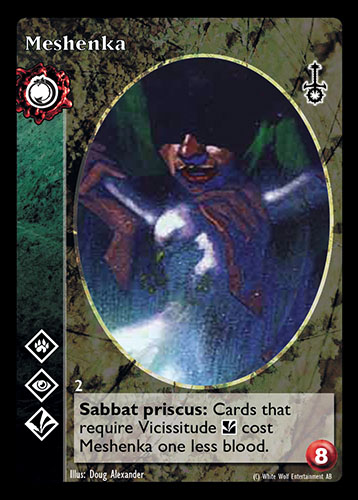 Meshenka
2
Sabbat priscus: Cards that
require Vicissitude cost
Meshenka one less blood.
8
Illus: Doug Alexander
(C) White Wolf Entertainment AB